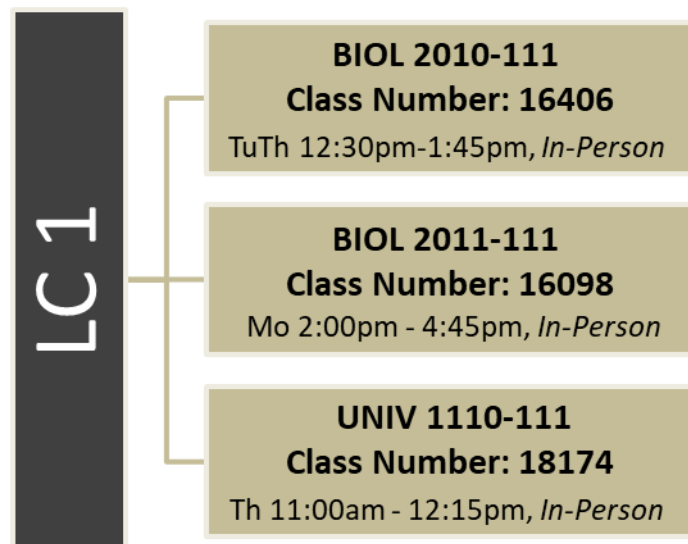 LC 1
BIOL 2010-111
Class Number: 16406
TuTh 12:30pm-1:45pm, In-Person
BIOL 2011-111
Class Number: 16098
Mo 2:00pm - 4:45pm, In-Person
UNIV 1110-111
Class Number: 18174
Th 11:00am - 12:15pm, In-Person